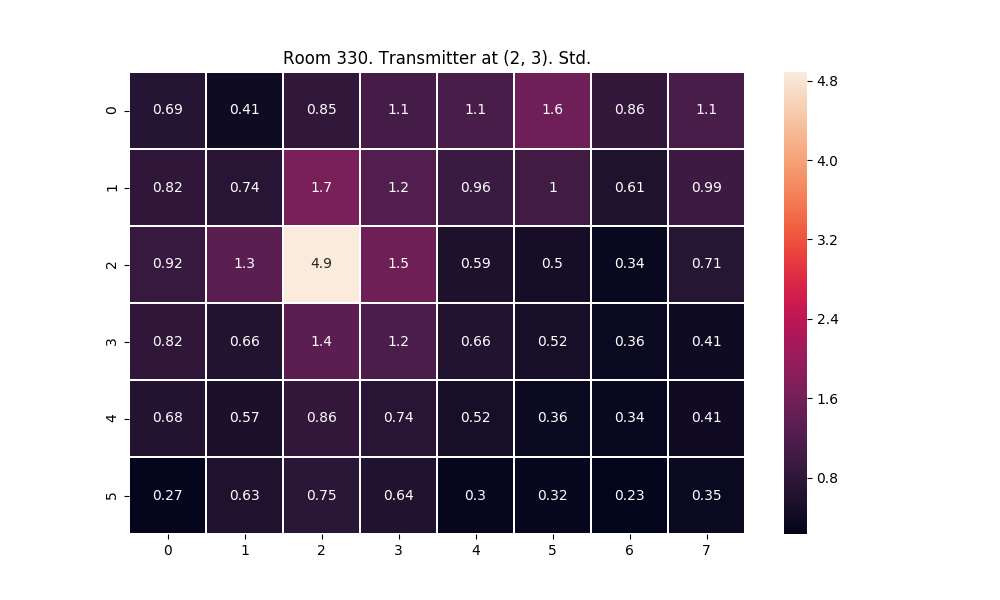 Room 330. Transmitter at (2, 3). Std.
0 0.69 0.41 0.85 1.1 1.1 1.6 0.86 1.1
1 0.82 0.74 1.7 1.2 0.96 1 0.61 0.99
2 0.92 1.3 4.9 1.5 0.59 0.5 0.34 0.71
3 0.82 0.66 1.4 1.2 0.66 0.52 0.36 0.41
4 0.68 0.57 0.86 0.74 0.52 0.36 0.34 0.41
5 0.27 0.63 0.75 0.64 0.3 0.32 0.23 0.35
0 1 2 3 4 5 6 7
4.8
4.0
3.2
2.4
1.6
0.8